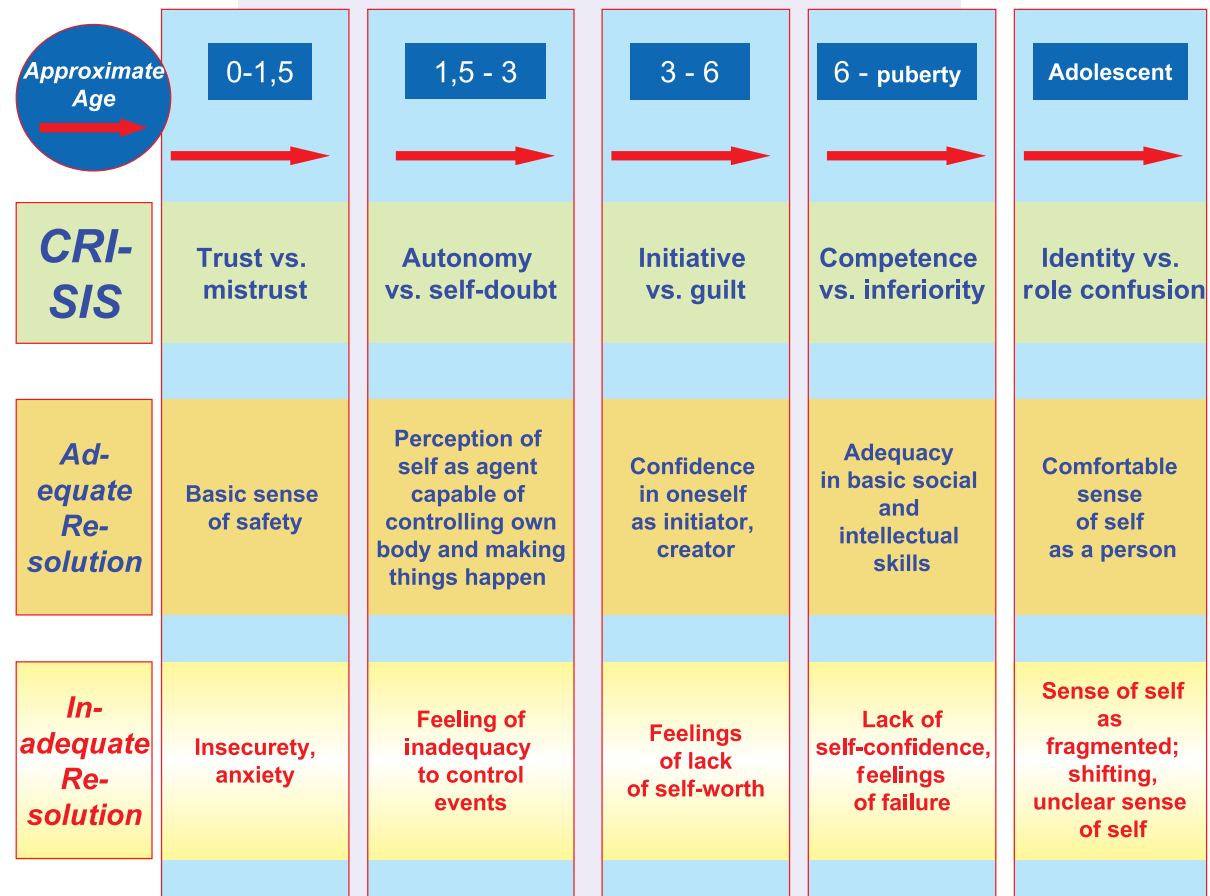 Approximate
Age
0-1,5
1,5 - 3
3 - 6
6 - puberty
Adolescent
CRI-
SIS
Trust vs.
mistrust
Autonomy
vs. self-doubt
Initiative
vs. guilt
Competence
vs. inferiority
Identity vs.
role confusion
Ad-
equate
Re-
solution
Basic sense
of safety
Perception of
self as agent
capable of
controlling own
body and making
things happen
Confidence
in oneself
as initiator,
creator
Adequacy
in basic social
and
intellectual
skills
Comfortable
sense
of self
as a person
In-
adequate
Re-
solution
Insecurety,
anxiety
Feeling of
inadequacy
to control
events
Feelings
of lack
of self-worth
Lack of
self-confidence,
feelings
of failure
Sense of self
as
fragmented;
shifting,
unclear sense
of self